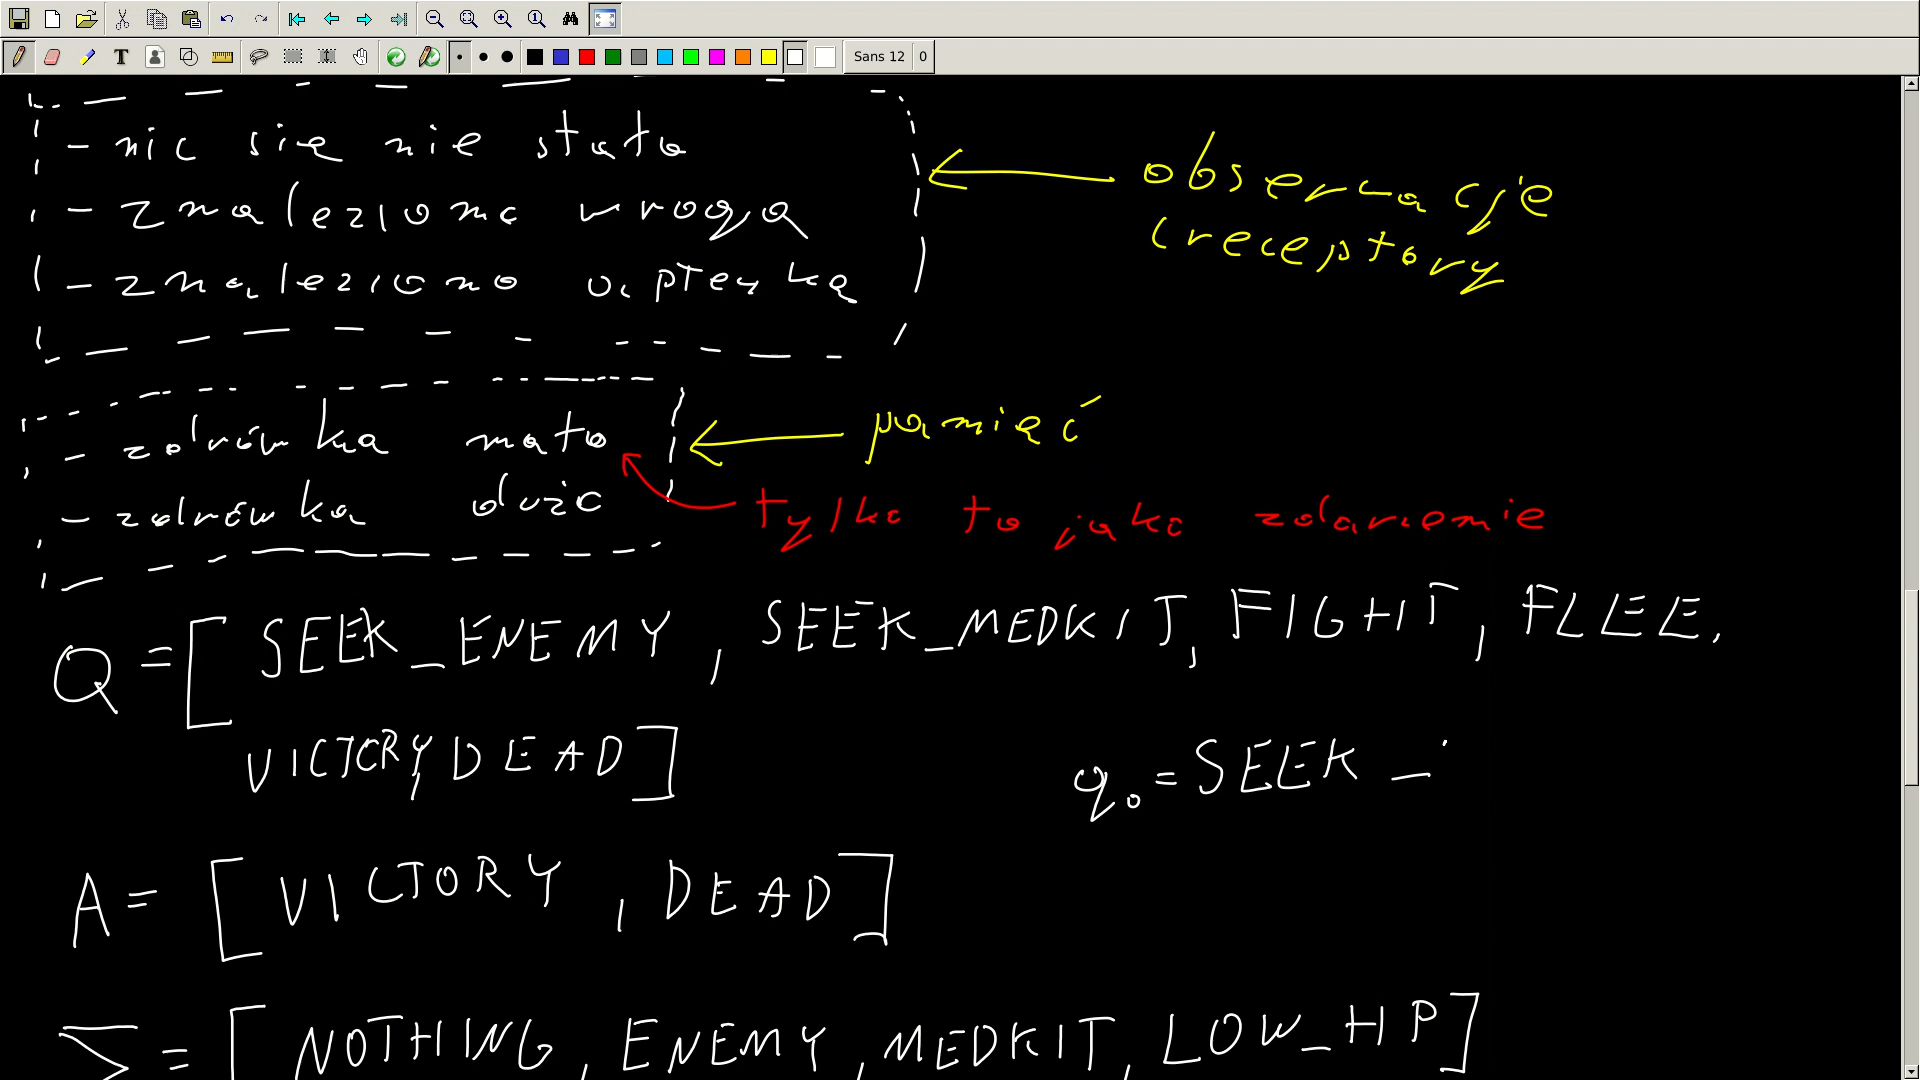 Sans 12 0
- nic się nie stało
- znaleziono wroga
- znaleziono apteczkę
obserwacje
(receptory
- zdrówka mało
- zdrówka dużo
pamięć
tylko to jako zdarzenie
Q = [ SEEK_ENEMY, SEEK_MEDKIT, FIGHT, FLEE,
VICTORY, DEAD ]
q0 = SEEK_
A = [ VICTORY, DEAD ]
Σ = [ NOTHING, ENEMY, MEDKIT, LOW_HP ]